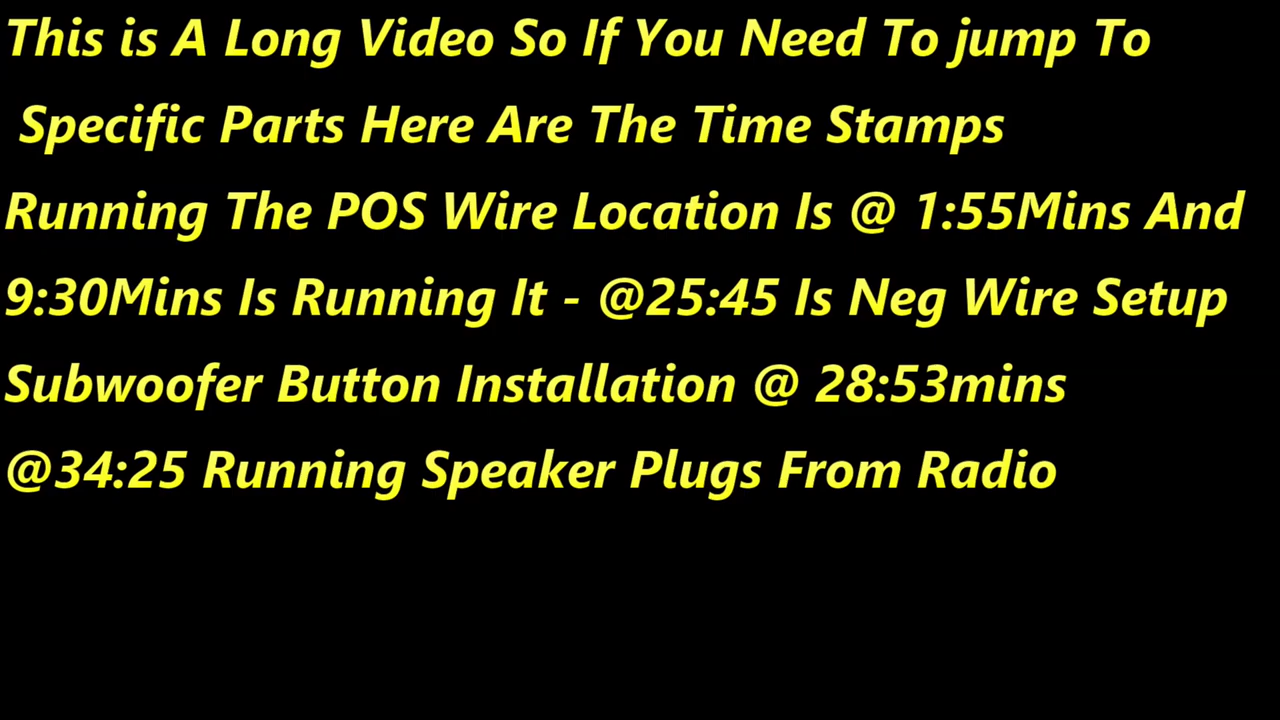 This is A Long Video So If You Need To jump To
Specific Parts Here Are The Time Stamps
Running The POS Wire Location Is @ 1:55Mins And
9:30Mins Is Running It - @25:45 Is Neg Wire Setup
Subwoofer Button Installation @ 28:53mins
@34:25 Running Speaker Plugs From Radio